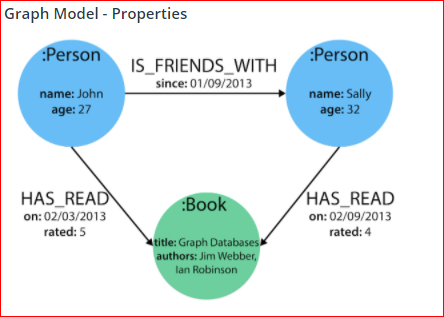 Graph Model - Properties
:Person
name: John
age: 27
IS_FRIENDS_WITH
since: 01/09/2013
:Person
name: Sally
age: 32
HAS_READ
on: 02/03/2013
rated: 5
:Book
title: Graph Databases
authors: Jim Webber,
Ian Robinson
HAS_READ
on: 02/09/2013
rated: 4